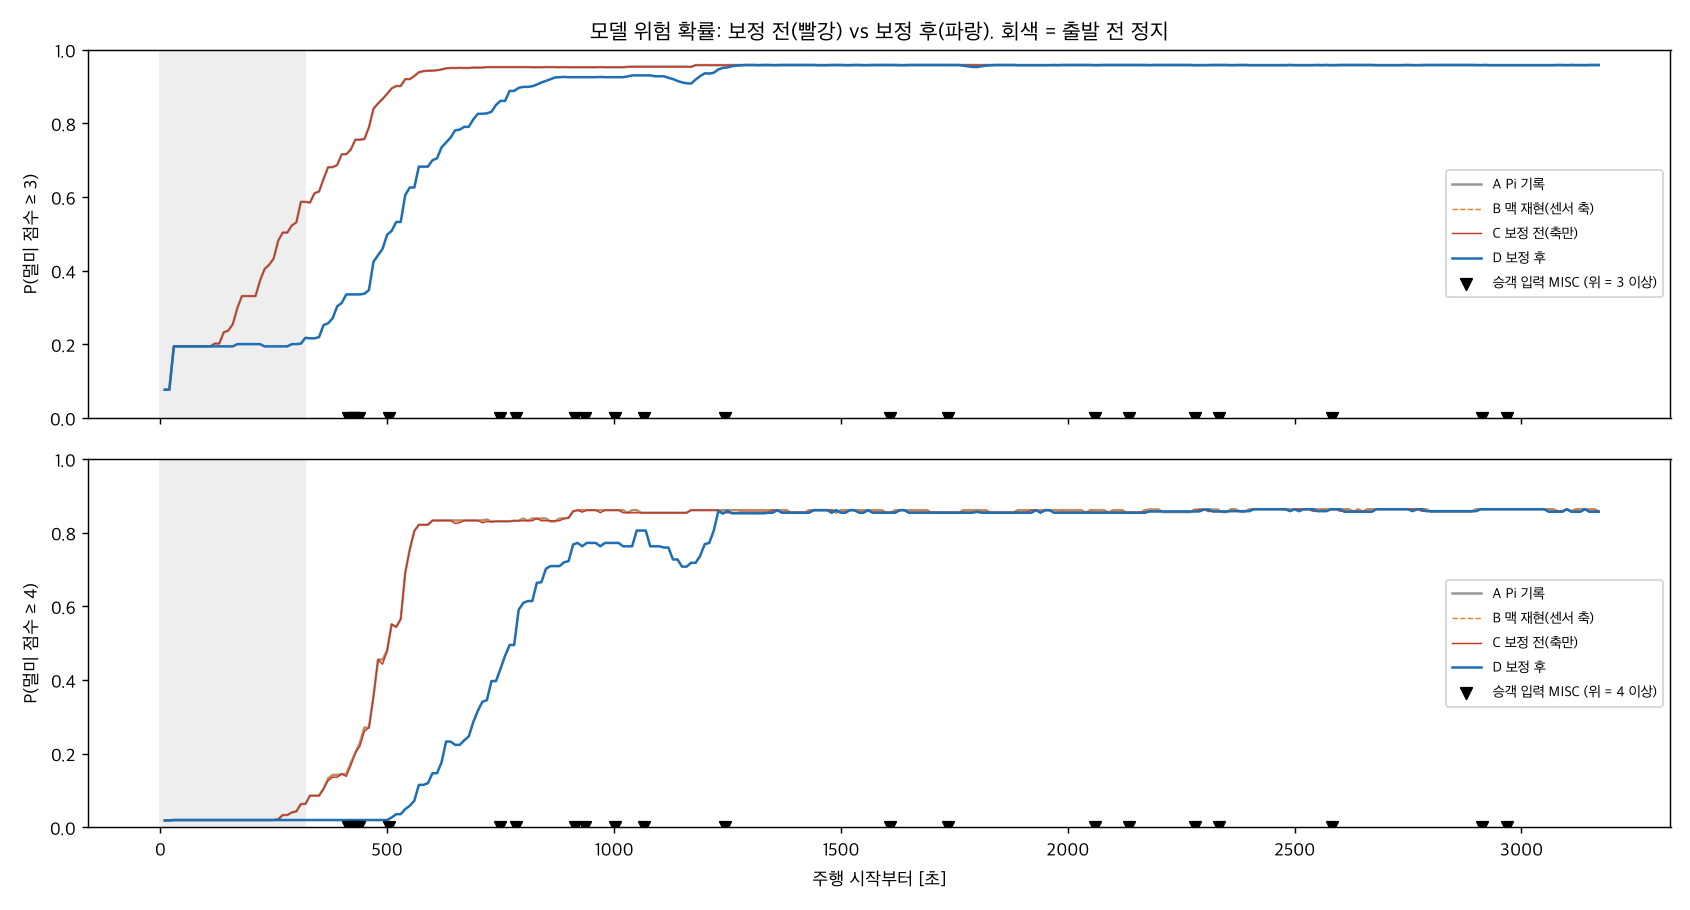 모델 위험 확률: 보정 전(빨강) vs 보정 후(파랑). 회색 = 출발 전 정지
P(멀미 점수 ≥ 3)
1.0
0.8
0.6
0.4
0.2
0.0
A Pi 기록
B 맥 재현(센서 축)
C 보정 전(축만)
D 보정 후
승객 입력 MISC (위 = 3 이상)
P(멀미 점수 ≥ 4)
1.0
0.8
0.6
0.4
0.2
0.0
A Pi 기록
B 맥 재현(센서 축)
C 보정 전(축만)
D 보정 후
승객 입력 MISC (위 = 4 이상)
0 500 1000 1500 2000 2500 3000
주행 시작부터 [초]